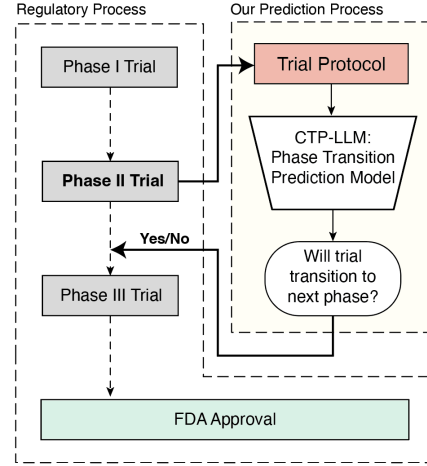 Regulatory Process
Our Prediction Process
Phase I Trial
Trial Protocol
CTP-LLM:
Phase Transition
Prediction Model
Phase II Trial
Yes/No
Will trial
transition to
next phase?
Phase III Trial
FDA Approval